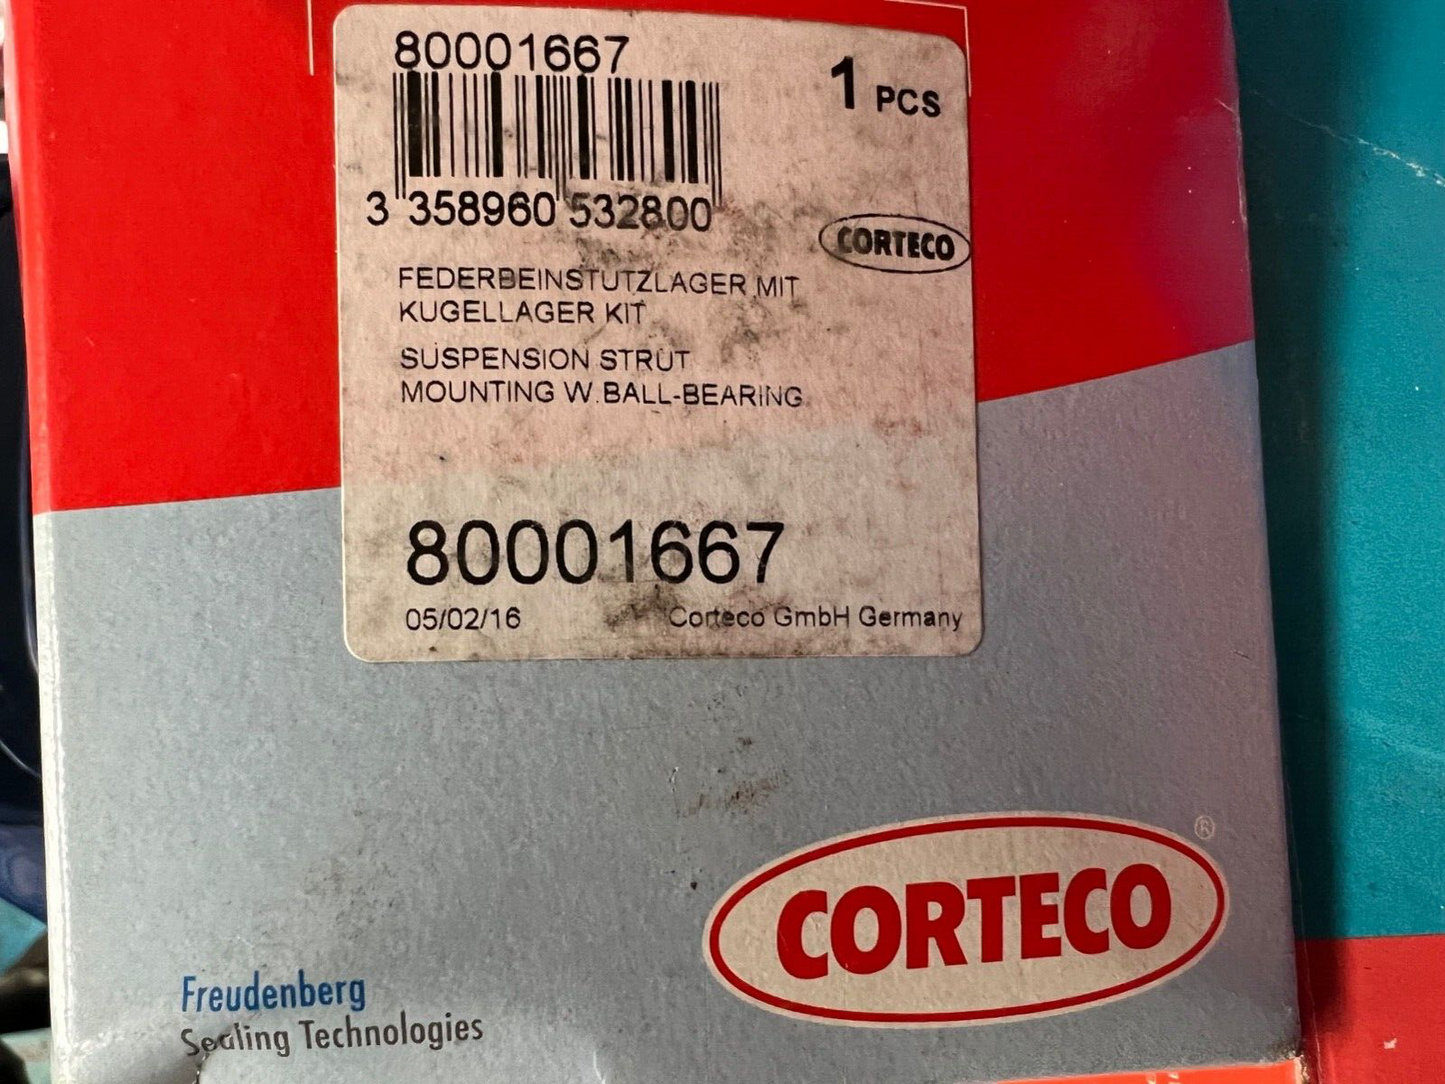 80001667
1 PCS
3 358960 532800
CORTECO
FEDERBEINSTUTZLAGER MIT
KUGELLAGER KIT
SUSPENSION STRUT
MOUNTING W.BALL-BEARING
80001667
05/02/16 Corteco GmbH Germany
CORTECO®
Freudenberg
Sealing Technologies